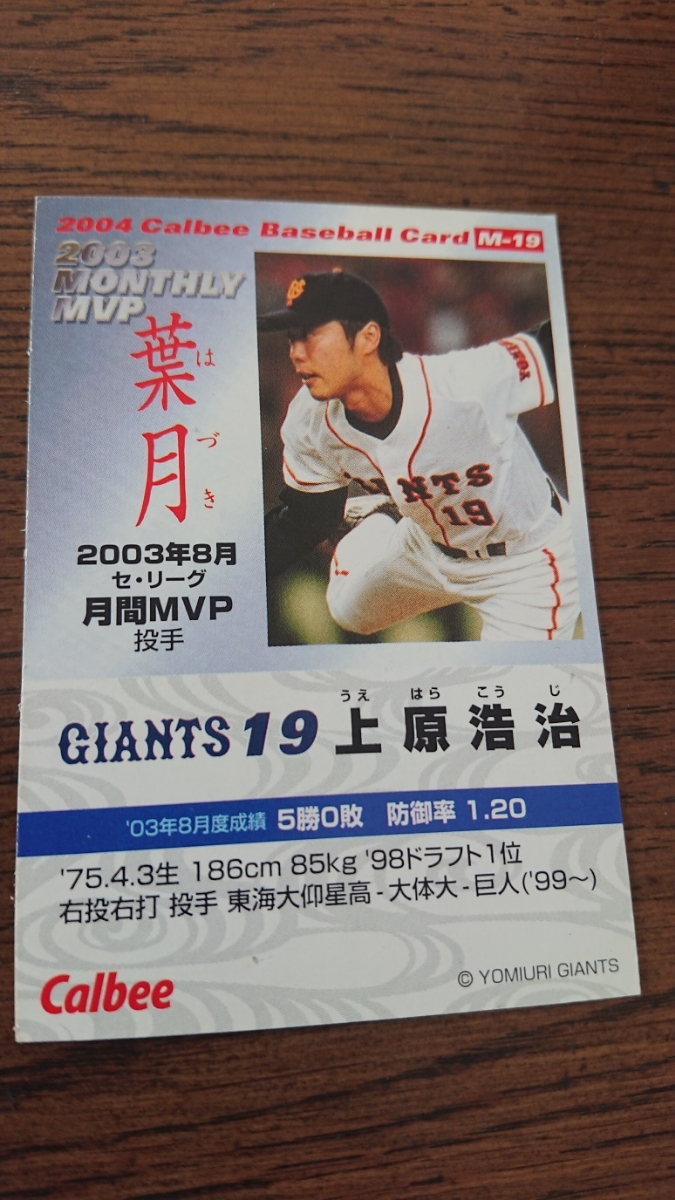 2004 Calbee Baseball Card M-19
2003
MONTHLY
MVP
葉月
はづき
2003年8月
セ・リーグ
月間MVP
投手
NTS
19
GIANTS 19 上原浩治
うえ はら こう じ
'03年8月度成績 5勝0敗 防御率 1.20
'75.4.3生 186cm 85kg '98ドラフト1位
右投右打 投手 東海大仰星高-大体大-巨人('99~)
Calbee
© YOMIURI GIANTS